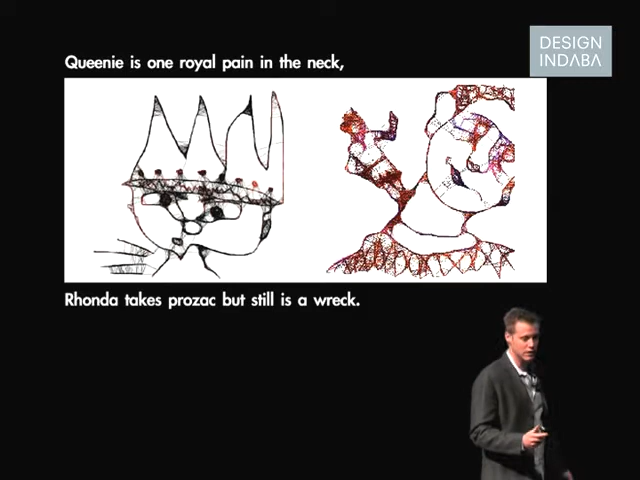 Queenie is one royal pain in the neck,
DESIGN
INDABA
Rhonda takes prozac but still is a wreck.